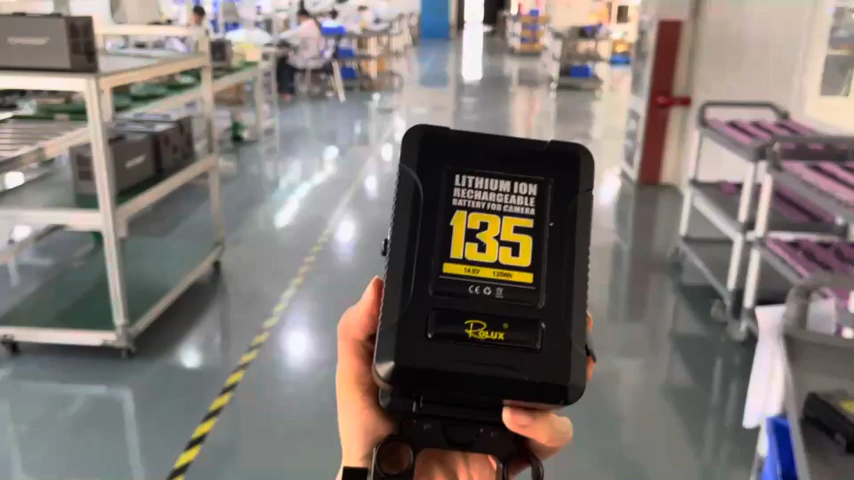 LITHIUM ION
RECHARGEABLE
BATTERY FOR CAMERA
135
14.8V 135Wh
CE
ROLUX®